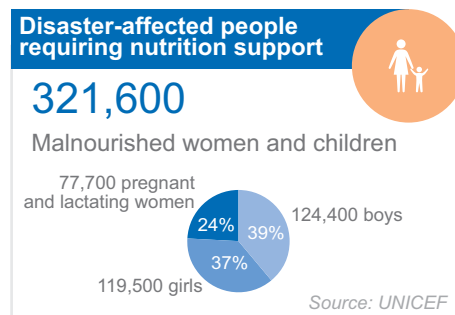 Disaster-affected people
requiring nutrition support
321,600
Malnourished women and children
77,700 pregnant
and lactating women
24%
39%
124,400 boys
37%
119,500 girls
Source: UNICEF